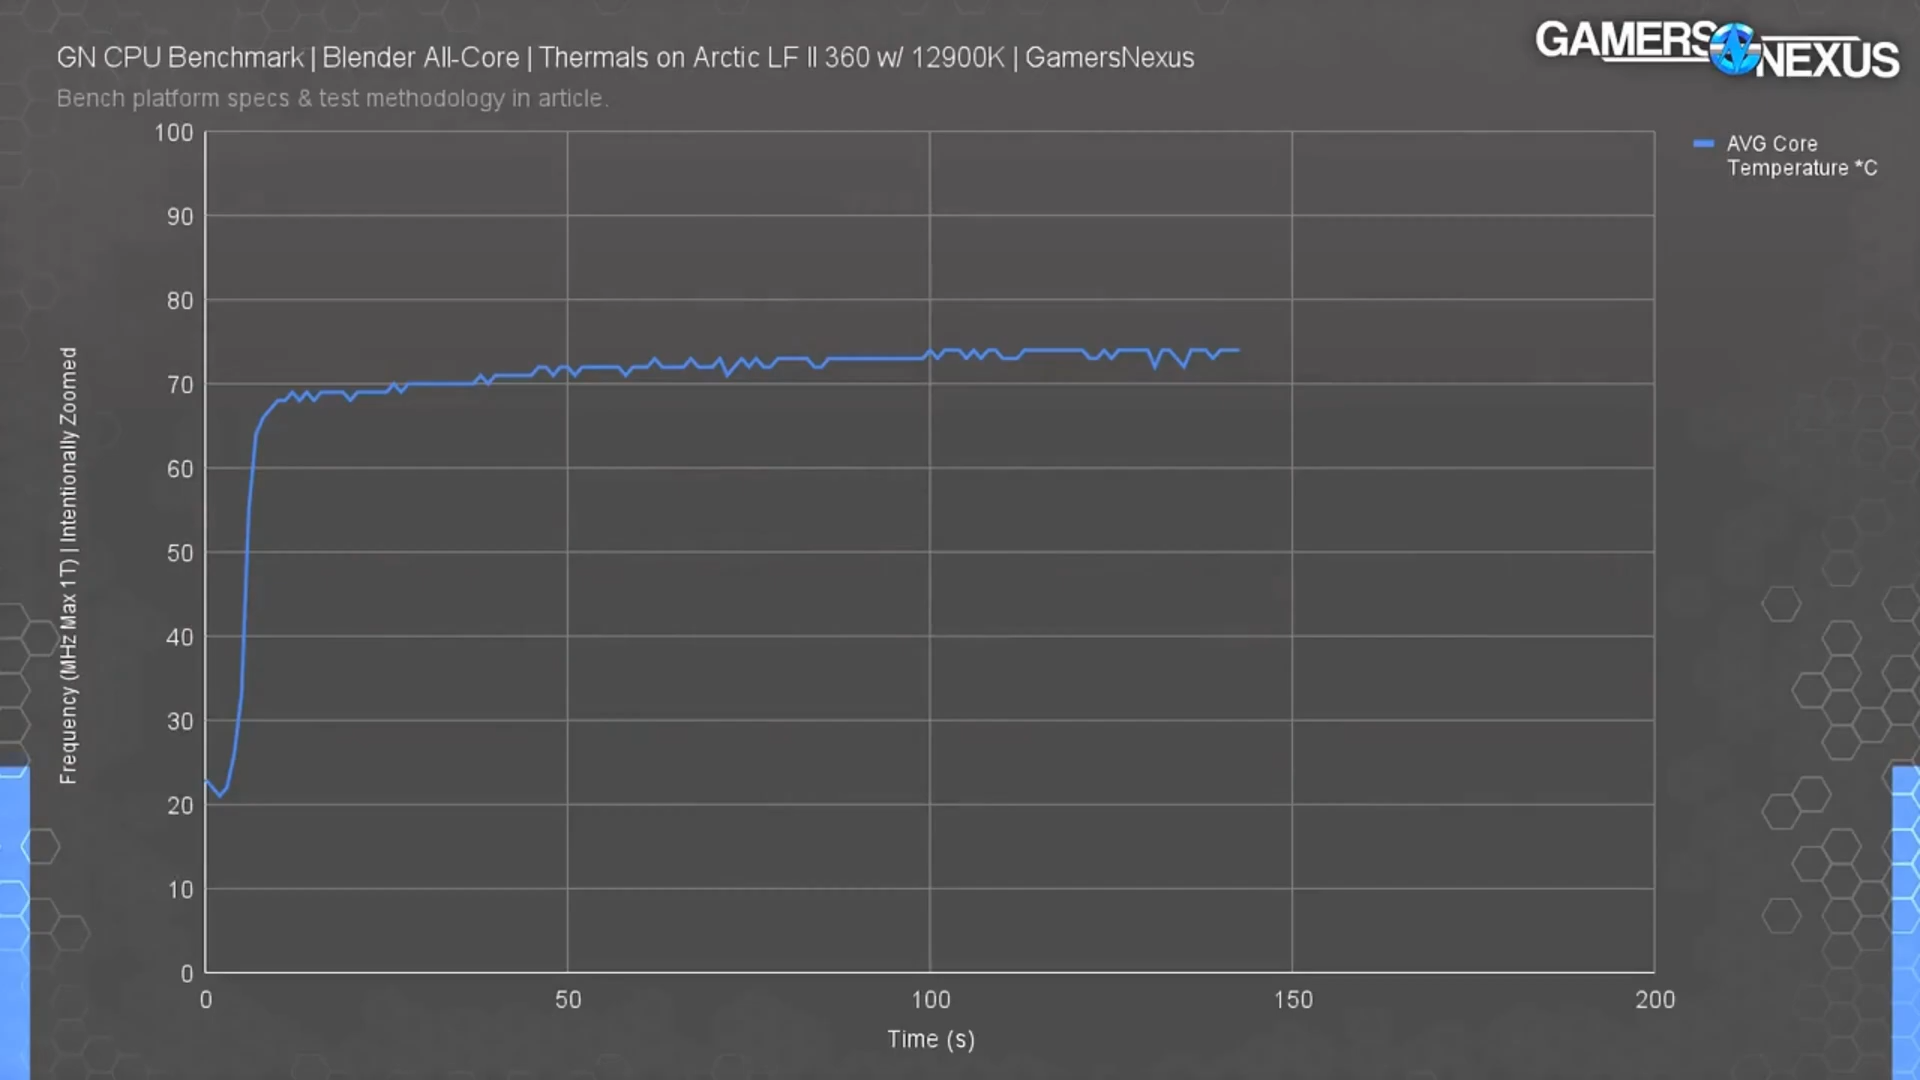 GN CPU Benchmark | Blender All-Core | Thermals on Arctic LF II 360 w/ 12900K | GamersNexus
Bench platform specs & test methodology in article.
GAMERS NEXUS
AVG Core
Temperature *C
100
90
80
70
60
50
40
30
20
10
0
Frequency (MHz Max 1T) | Intentionally Zoomed
0 50 100 150 200
Time (s)